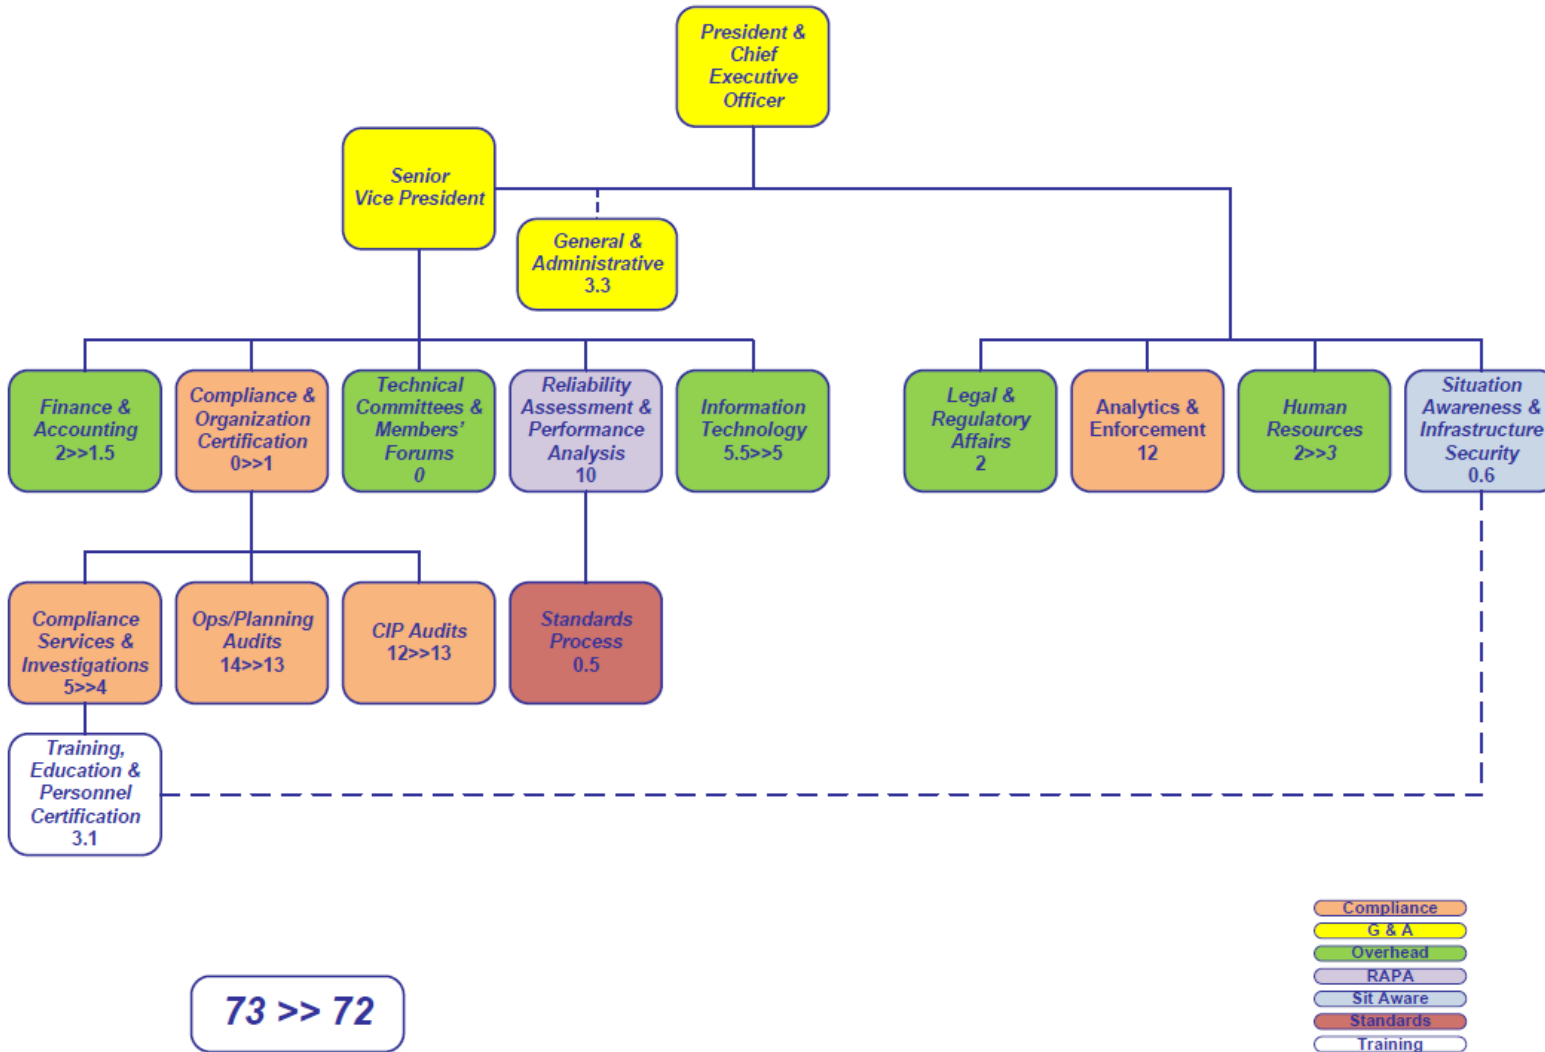 President &
Chief
Executive
Officer
Senior
Vice President
General &
Administrative
3.3
Finance &
Accounting
2>>1.5
Compliance &
Organization
Certification
0>>1
Technical
Committees &
Members'
Forums
0
Reliability
Assessment &
Performance
Analysis
10
Information
Technology
5.5>>5
Legal &
Regulatory
Affairs
2
Analytics &
Enforcement
12
Human
Resources
2>>3
Situation
Awareness &
Infrastructure
Security
0.6
Compliance
Services &
Investigations
5>>4
Ops/Planning
Audits
14>>13
CIP Audits
12>>13
Standards
Process
0.5
Training,
Education &
Personnel
Certification
3.1
73 >> 72
Compliance
G & A
Overhead
RAPA
Sit Aware
Standards
Training